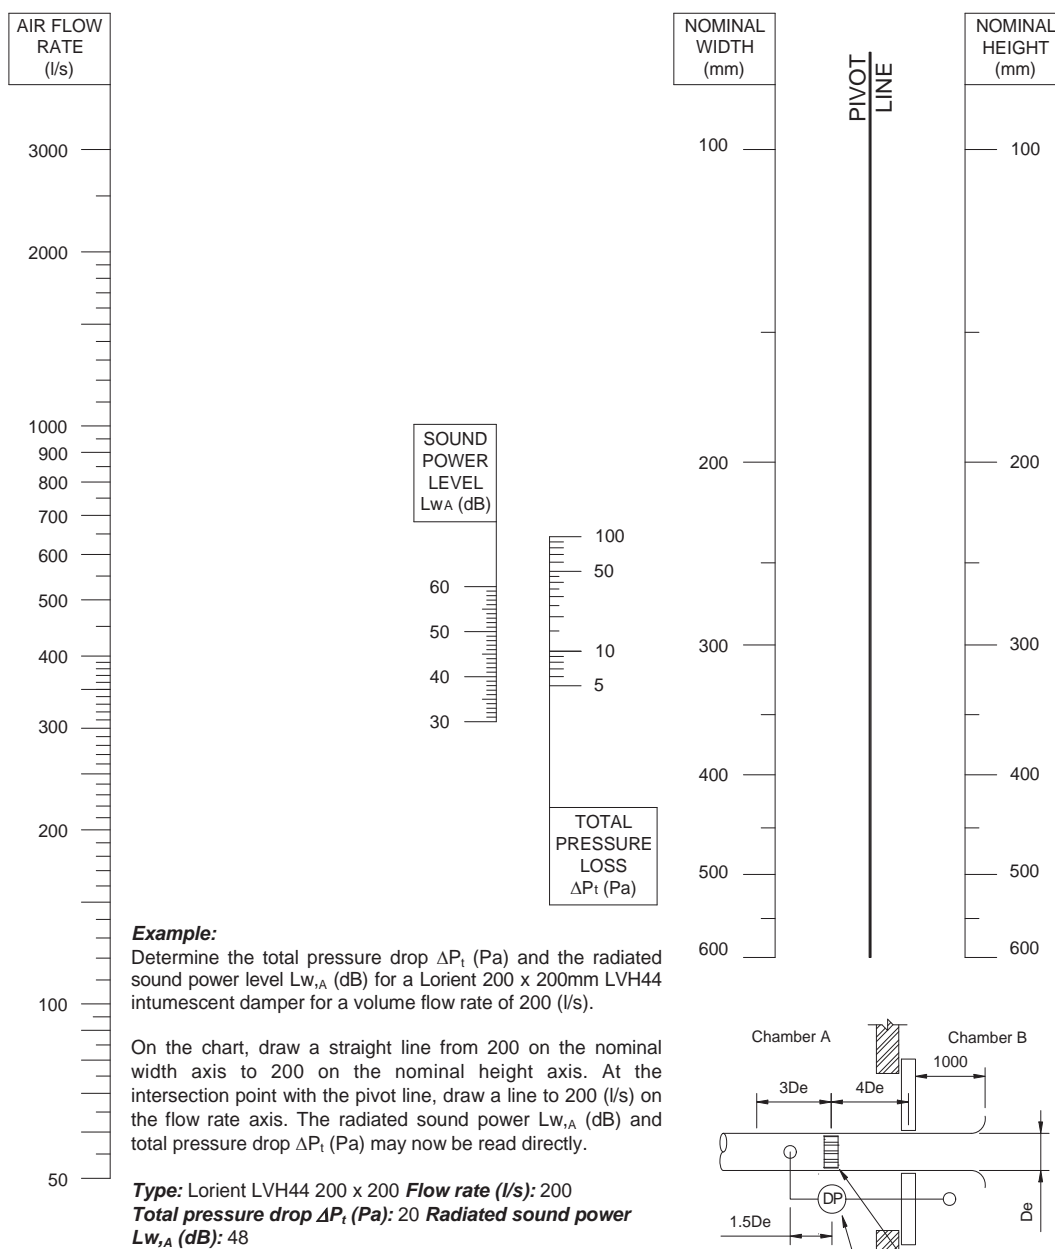 AIR FLOW
RATE
(l/s)
3000
2000
1000
900
800
700
600
500
400
300
200
100
50
SOUND
POWER
LEVEL
LWA (dB)
60
50
40
30
100
50
10
5
TOTAL
PRESSURE
LOSS
ΔPt (Pa)
NOMINAL
WIDTH
(mm)
100
200
300
400
500
600
PIVOT
LINE
NOMINAL
HEIGHT
(mm)
100
200
300
400
500
600
Example:
Determine the total pressure drop ΔPt (Pa) and the radiated
sound power level Lw,A (dB) for a Lorient 200 x 200mm LVH44
intumescent damper for a volume flow rate of 200 (l/s).
On the chart, draw a straight line from 200 on the nominal
width axis to 200 on the nominal height axis. At the
intersection point with the pivot line, draw a line to 200 (l/s) on
the flow rate axis. The radiated sound power Lw,A (dB) and
total pressure drop ΔPt (Pa) may now be read directly.
Type: Lorient LVH44 200 x 200 Flow rate (l/s): 200
Total pressure drop ΔPt (Pa): 20 Radiated sound power
Lw,A (dB): 48
Chamber A
Chamber B
1000
3De
4De
DP
De
1.5De